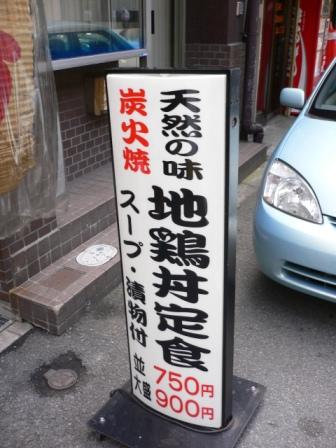 天然の味
地鶏丼定食
炭火焼
スープ・漬物付
並 750円
大盛 900円